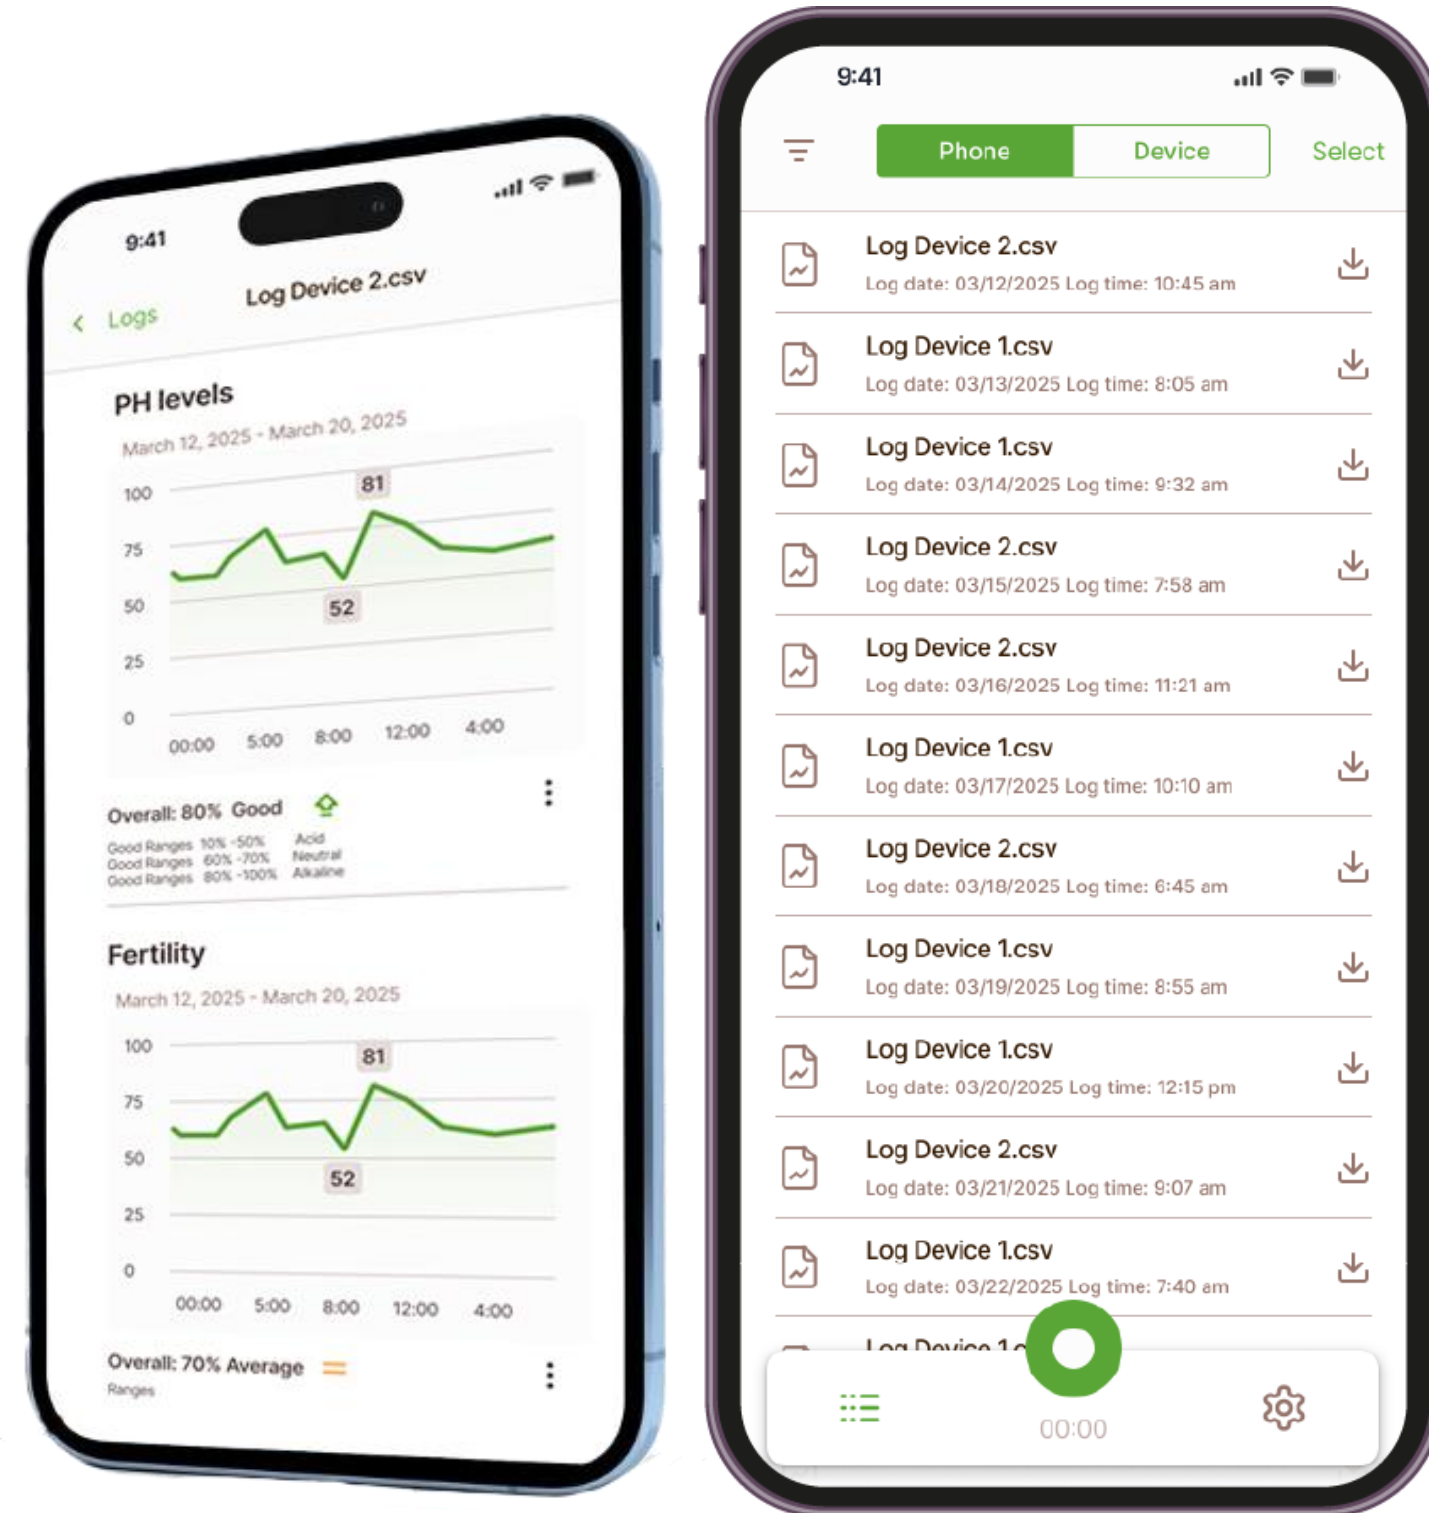 9:41
< Logs
Log Device 2.csv
PH levels
March 12, 2025 - March 20, 2025
100
81
75
50
52
25
0
00:00 5:00 8:00 12:00 4:00
Overall: 80% Good
Good Ranges 10% -50% Acid
Good Ranges 60% -70% Neutral
Good Ranges 80% -100% Alkaline
Fertility
March 12, 2025 - March 20, 2025
100
81
75
50
52
25
0
00:00 5:00 8:00 12:00 4:00
Overall: 70% Average
Ranges
9:41
Phone Device Select
Log Device 2.csv
Log date: 03/12/2025 Log time: 10:45 am
Log Device 1.csv
Log date: 03/13/2025 Log time: 8:05 am
Log Device 1.csv
Log date: 03/14/2025 Log time: 9:32 am
Log Device 2.csv
Log date: 03/15/2025 Log time: 7:58 am
Log Device 2.csv
Log date: 03/16/2025 Log time: 11:21 am
Log Device 1.csv
Log date: 03/17/2025 Log time: 10:10 am
Log Device 2.csv
Log date: 03/18/2025 Log time: 6:45 am
Log Device 1.csv
Log date: 03/19/2025 Log time: 8:55 am
Log Device 1.csv
Log date: 03/20/2025 Log time: 12:15 pm
Log Device 2.csv
Log date: 03/21/2025 Log time: 9:07 am
Log Device 1.csv
Log date: 03/22/2025 Log time: 7:40 am
Log Device 1.c
00:00